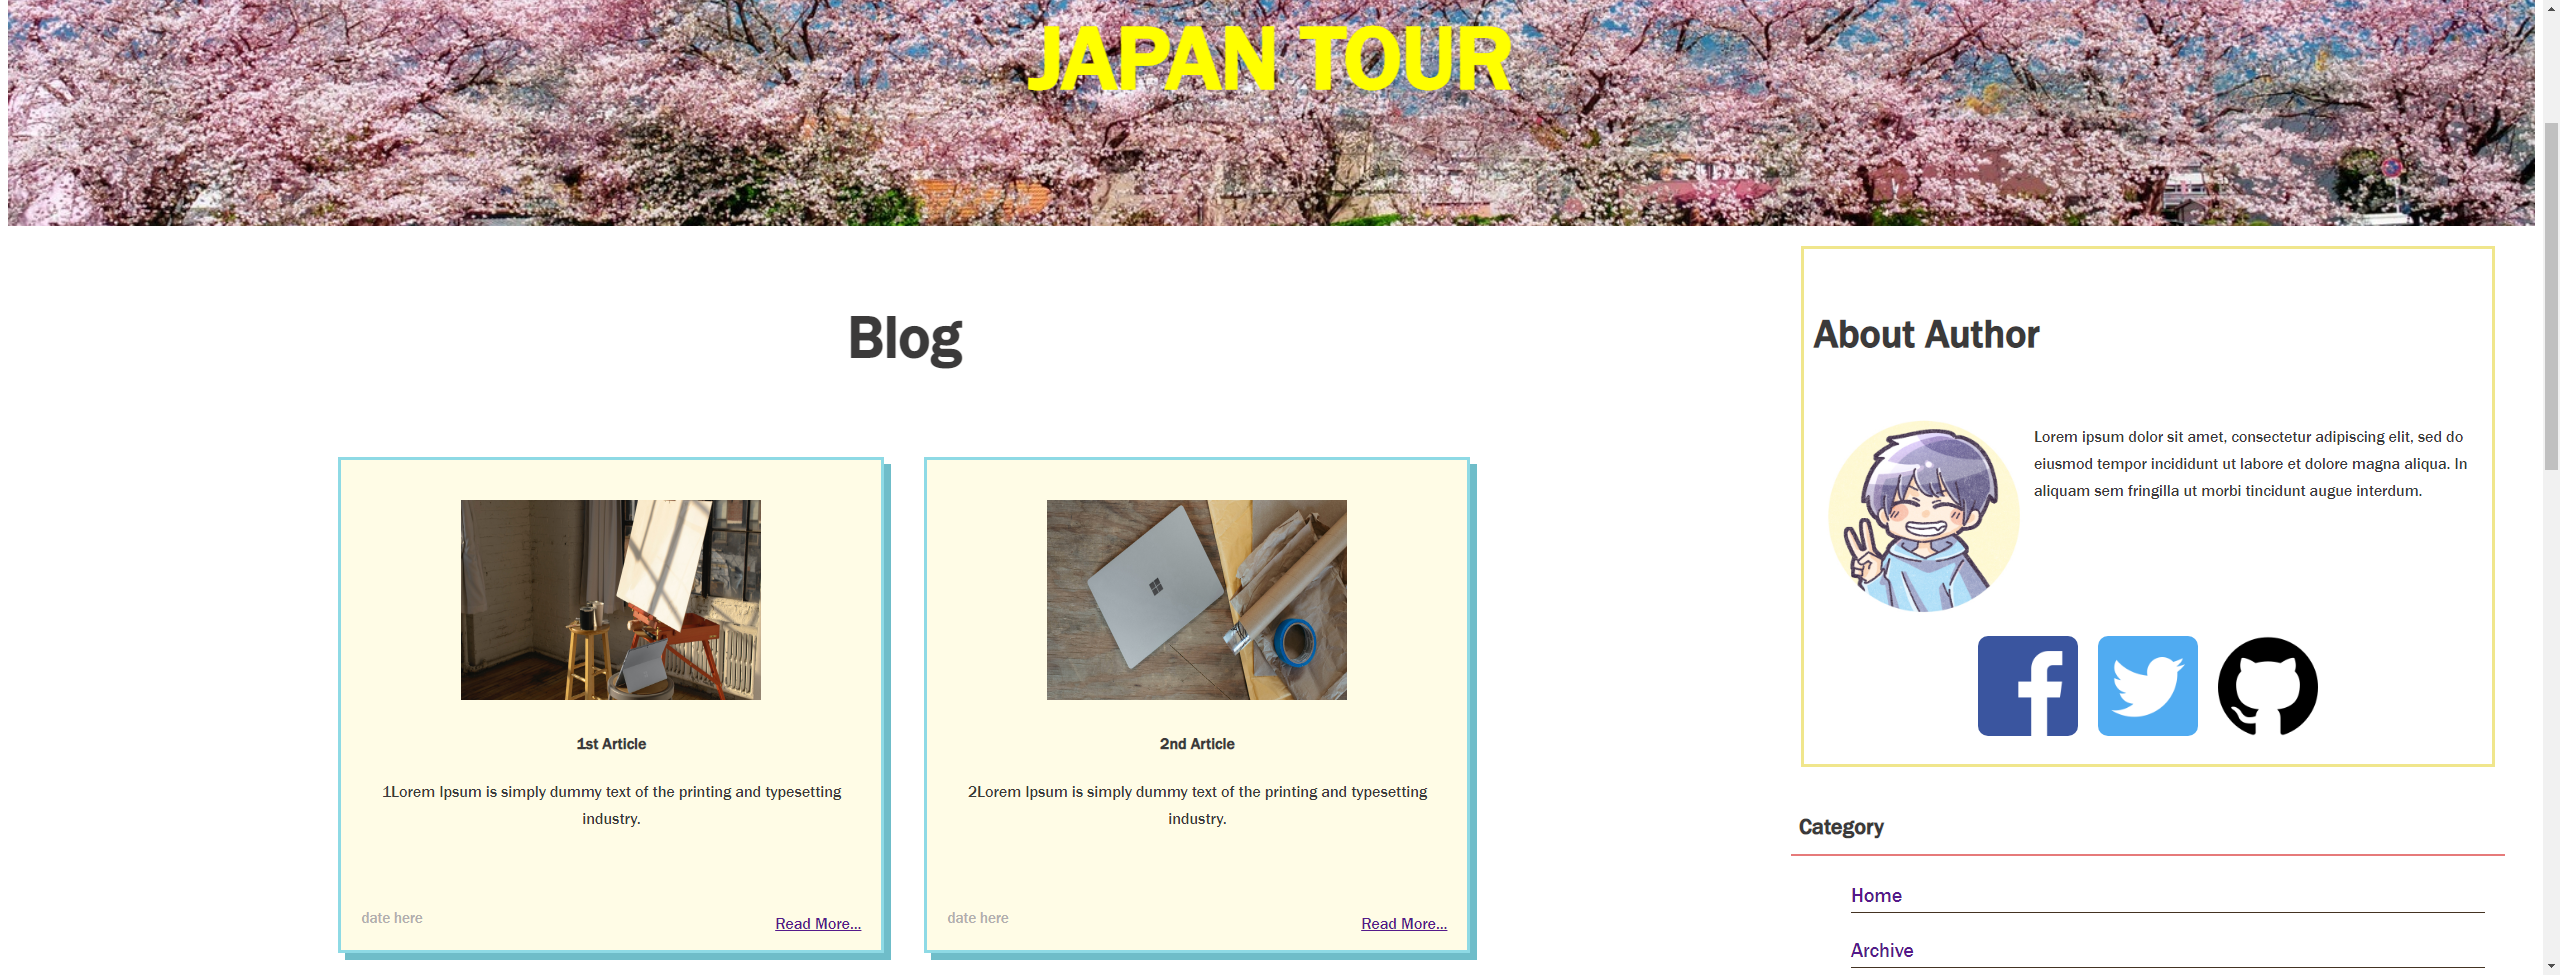 JAPAN TOUR
Blog
1st Article
1Lorem Ipsum is simply dummy text of the printing and typesetting
industry.
date here
Read More...
2nd Article
2Lorem Ipsum is simply dummy text of the printing and typesetting
industry.
date here
Read More...
About Author
Lorem ipsum dolor sit amet, consectetur adipiscing elit, sed do
eiusmod tempor incididunt ut labore et dolore magna aliqua. In
aliquam sem fringilla ut morbi tincidunt augue interdum.
Category
Home
Archive